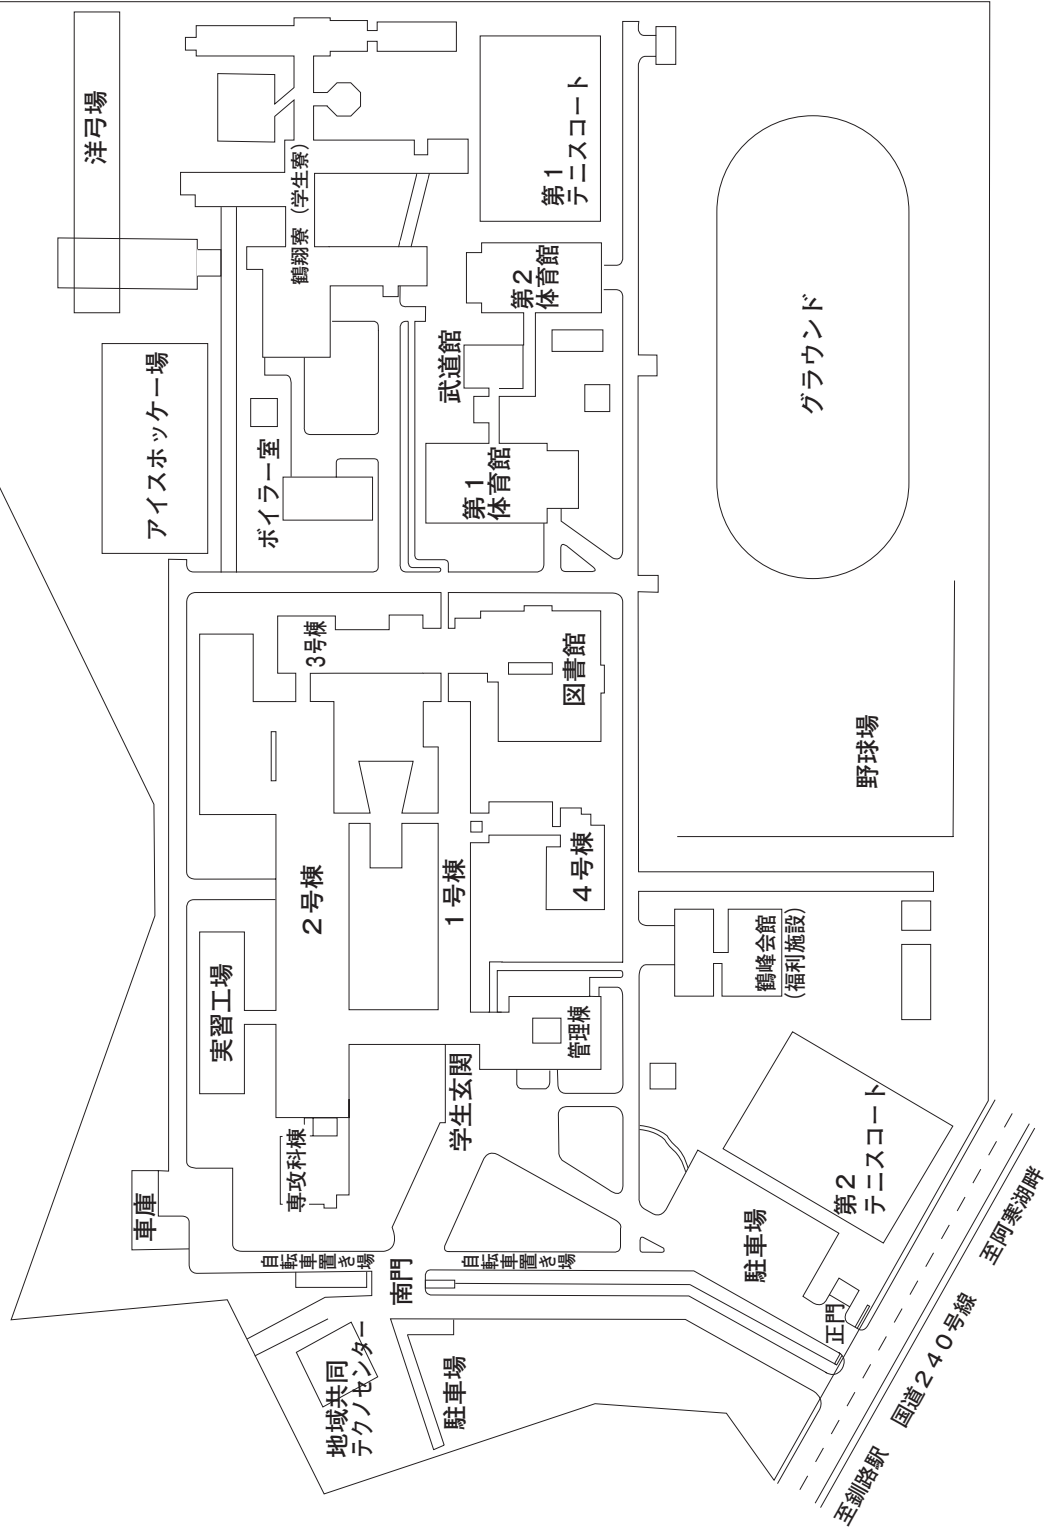 洋弓場
アイスホッケー場
鶴翔寮 (学生寮)
ボイラー室
第1
テニスコート
第2
体育館
武道館
第1
体育館
グラウンド
3号棟
図書館
野球場
2号棟
1号棟
4号棟
実習工場
鶴峰会館
(福利施設)
管理棟
学生玄関
専攻科棟
車庫
第2
テニスコート
自転車置き場
自転車置き場
南門
駐車場
正門
地域共同
テクノセンター
駐車場
至釧路駅 国道240号線 至阿寒湖畔